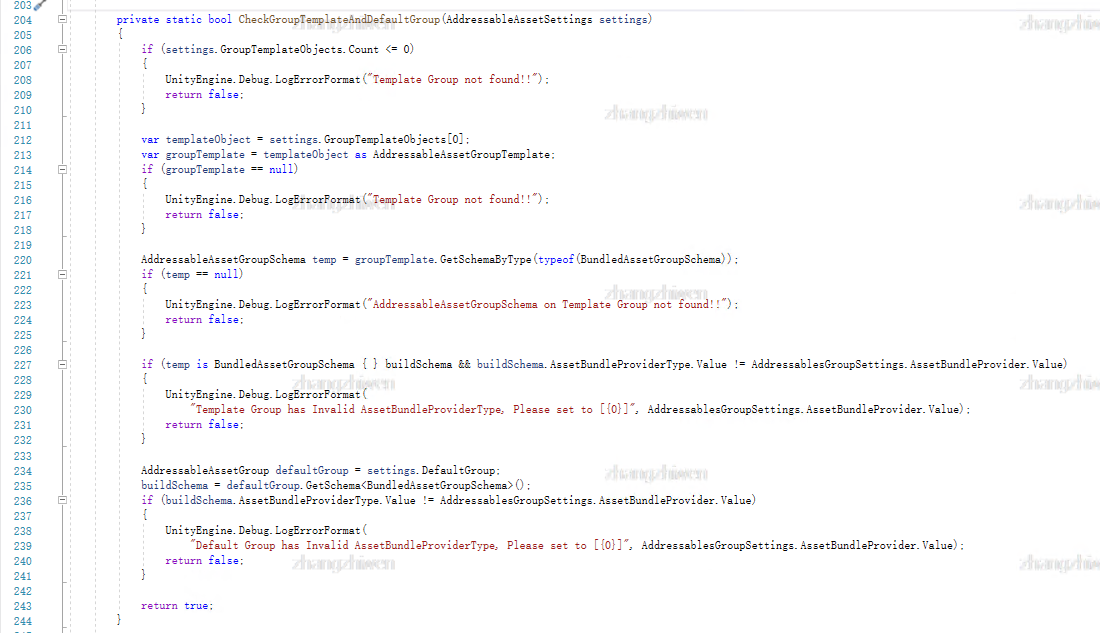 203
204 private static bool CheckGroupTemplateAndDefaultGroup(AddressableAssetSettings settings)
205 {
206 if (settings.GroupTemplateObjects.Count <= 0)
207 {
208 UnityEngine.Debug.LogErrorFormat("Template Group not found!!");
209 return false;
210 }
211
212 var templateObject = settings.GroupTemplateObjects[0];
213 var groupTemplate = templateObject as AddressableAssetGroupTemplate;
214 if (groupTemplate == null)
215 {
216 UnityEngine.Debug.LogErrorFormat("Template Group not found!!");
217 return false;
218 }
219
220 AddressableAssetGroupSchema temp = groupTemplate.GetSchemaByType(typeof(BundledAssetGroupSchema));
221 if (temp == null)
222 {
223 UnityEngine.Debug.LogErrorFormat("AddressableAssetGroupSchema on Template Group not found!!");
224 return false;
225 }
226
227 if (temp is BundledAssetGroupSchema { } buildSchema && buildSchema.AssetBundleProviderType.Value != AddressablesGroupSettings.AssetBundleProvider.Value)
228 {
229 UnityEngine.Debug.LogErrorFormat(
230 "Template Group has Invalid AssetBundleProviderType, Please set to [{0}]", AddressablesGroupSettings.AssetBundleProvider.Value);
231 return false;
232 }
233
234 AddressableAssetGroup defaultGroup = settings.DefaultGroup;
235 buildSchema = defaultGroup.GetSchema<BundledAssetGroupSchema>();
236 if (buildSchema.AssetBundleProviderType.Value != AddressablesGroupSettings.AssetBundleProvider.Value)
237 {
238 UnityEngine.Debug.LogErrorFormat(
239 "Default Group has Invalid AssetBundleProviderType, Please set to [{0}]", AddressablesGroupSettings.AssetBundleProvider.Value);
240 return false;
241 }
242
243 return true;
244 }